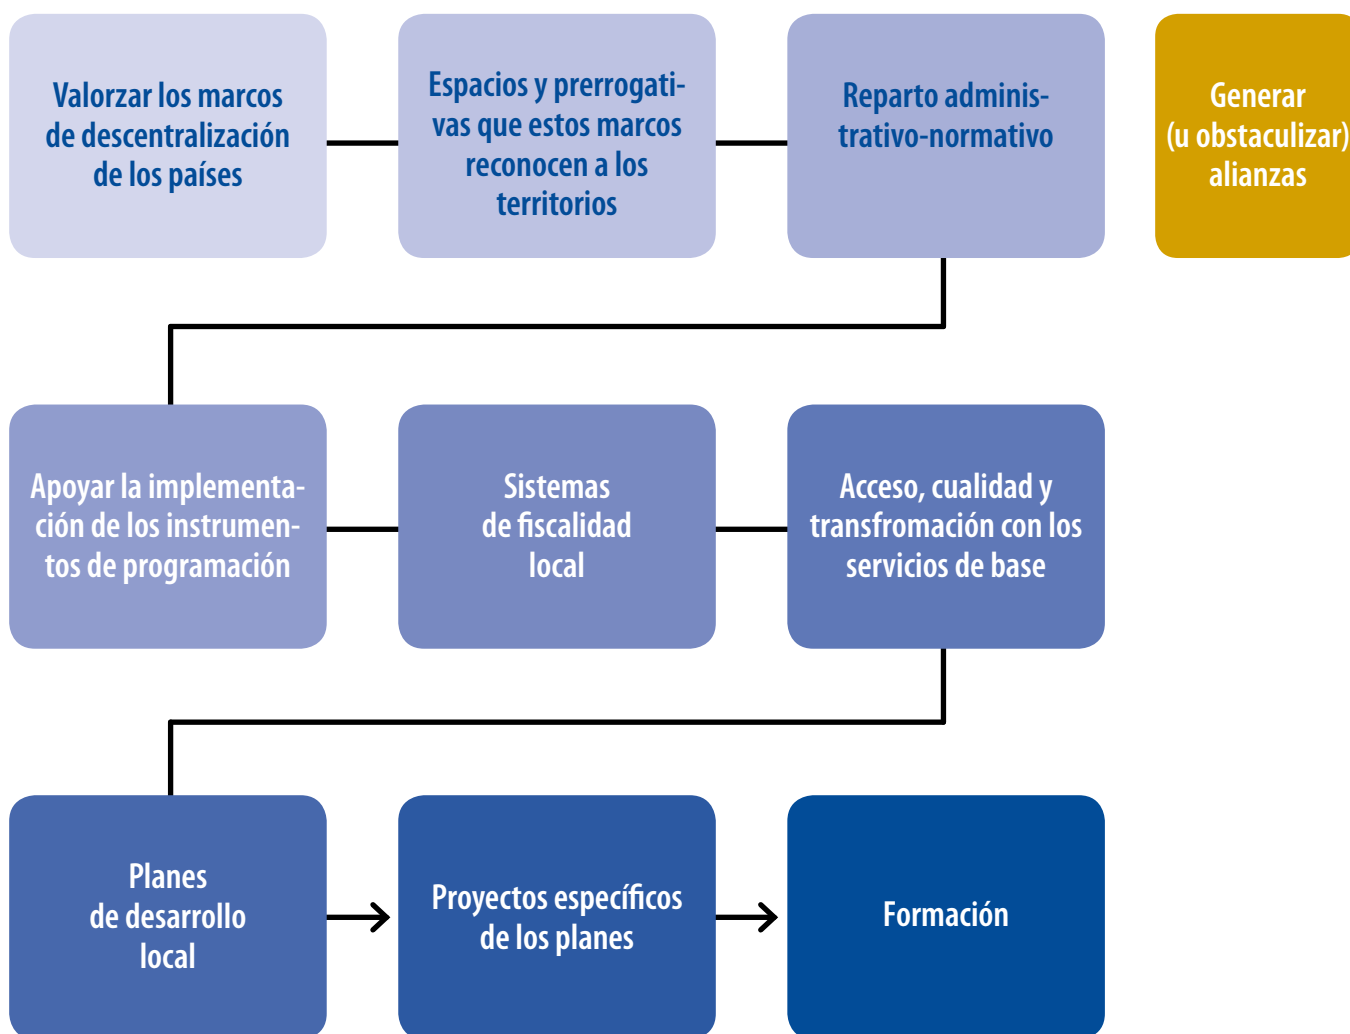 Valorzar los marcos
de descentralización
de los países
Espacios y prerrogati-
vas que estos marcos
reconocen a los
territorios
Reparto adminis-
trativo-normativo
Generar
(u obstaculizar)
alianzas
Apoyar la implementa-
ción de los instrumen-
tos de programación
Sistemas
de fiscalidad
local
Acceso, cualidad y
transfromación con los
servicios de base
Planes
de desarrollo
local
Proyectos específicos
de los planes
Formación